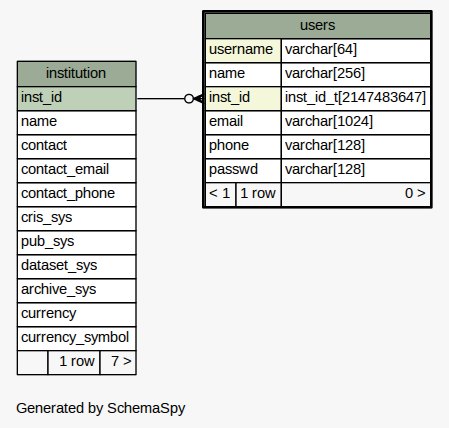 users
username varchar[64]
name varchar[256]
inst_id inst_id_t[2147483647]
email varchar[1024]
phone varchar[128]
passwd varchar[128]
< 1 1 row 0 >
institution
inst_id
name
contact
contact_email
contact_phone
cris_sys
pub_sys
dataset_sys
archive_sys
currency
currency_symbol
1 row 7 >
Generated by SchemaSpy